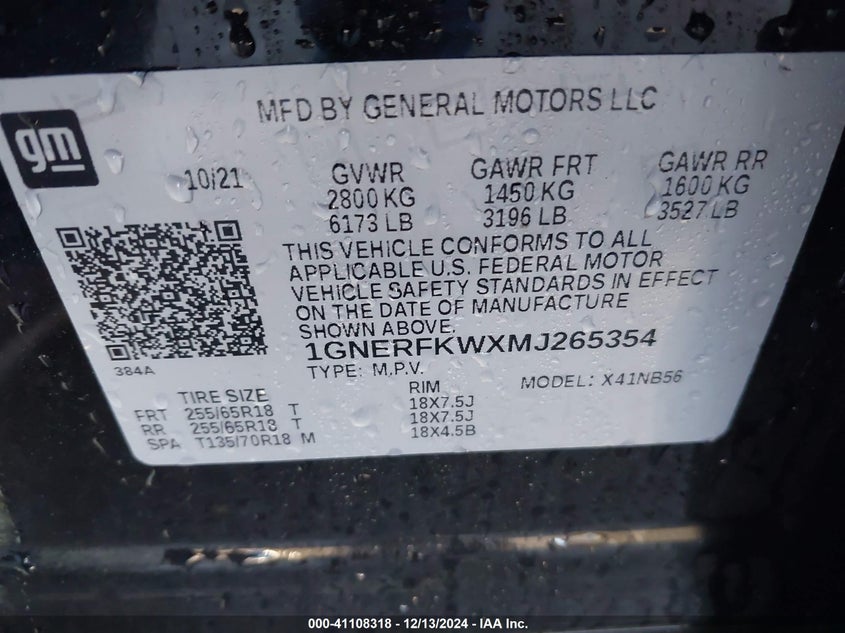 MFD BY GENERAL MOTORS LLC
gm
10/21
GVWR
2800 KG
6173 LB
GAWR FRT
1450 KG
3196 LB
GAWR RR
1600 KG
3527 LB
THIS VEHICLE CONFORMS TO ALL
APPLICABLE U.S. FEDERAL MOTOR
VEHICLE SAFETY STANDARDS IN EFFECT
ON THE DATE OF MANUFACTURE
SHOWN ABOVE.
1GNERFKWXMJ265354
TYPE: M.P.V.
MODEL: X41NB56
384A
TIRE SIZE
RIM
FRT 255/65R18 T 18X7.5J
RR 255/65R18 T 18X7.5J
SPA T135/70R18 M 18X4.5B
000-41108318 - 12/13/2024 - IAA Inc.